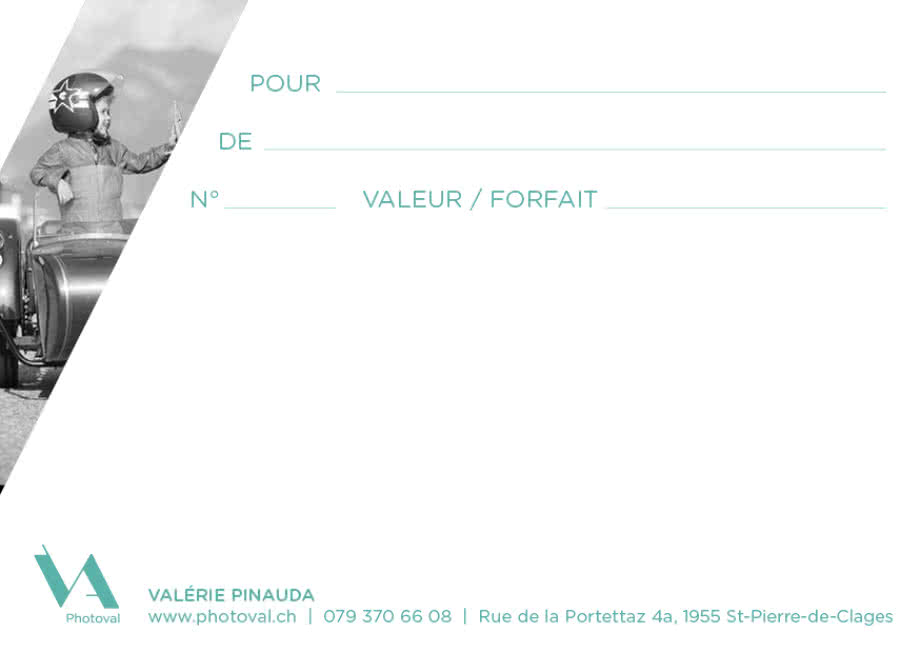 POUR
DE
N° VALEUR / FORFAIT
VA
Photoval
VALÉRIE PINAUDA
www.photoval.ch | 079 370 66 08 | Rue de la Portettaz 4a, 1955 St-Pierre-de-Clages